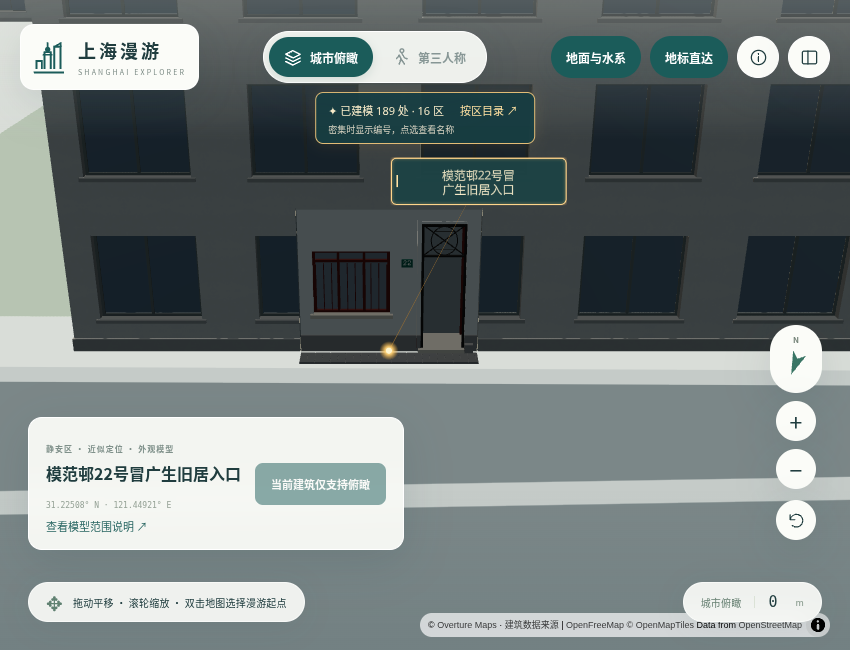 上海漫游
SHANGHAI EXPLORER
城市俯瞰
第三人称
地面与水系
地标直达
✦ 已建模 189 处 · 16 区 按区目录 ↗
密集时显示编号，点选查看名称
模范邨22号冒
广生旧居入口
22
N
静安区 · 近似定位 · 外观模型
模范邨22号冒广生旧居入口
当前建筑仅支持俯瞰
31.22508° N · 121.44921° E
查看模型范围说明 ↗
拖动平移 · 滚轮缩放 · 双击地图选择漫游起点
城市俯瞰 0 m
© Overture Maps · 建筑数据来源 | OpenFreeMap © OpenMapTiles Data from OpenStreetMap